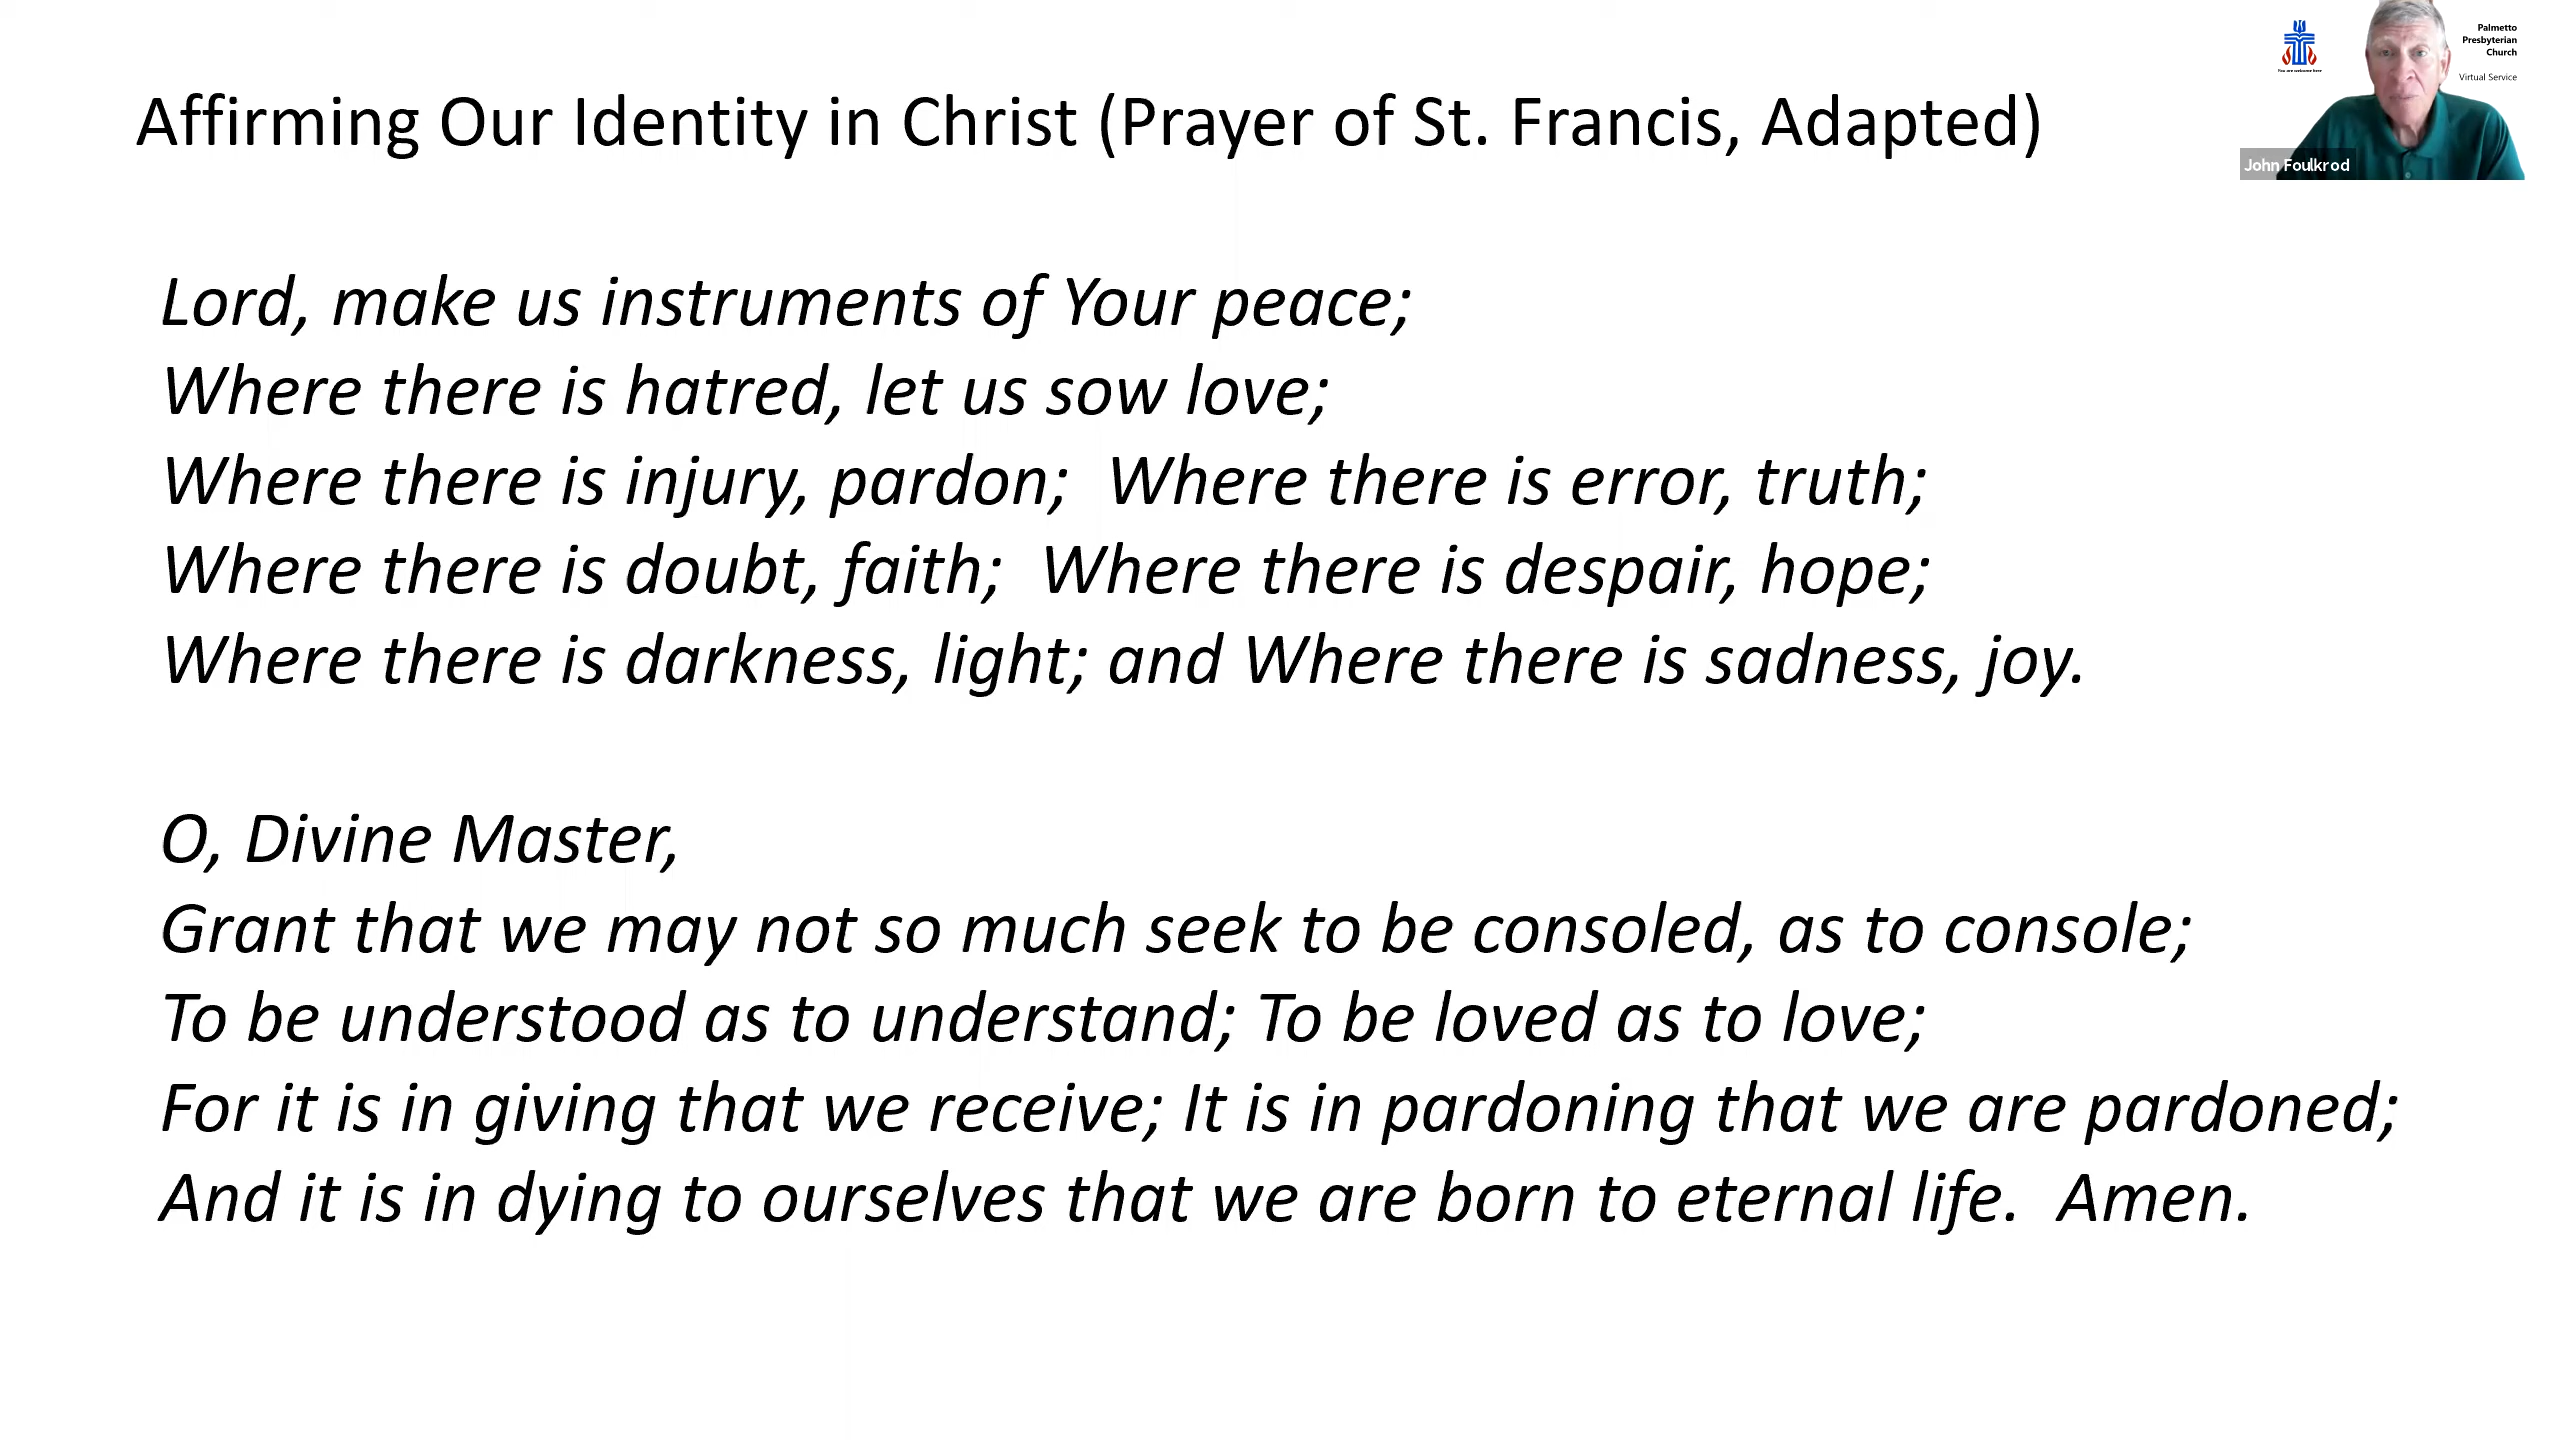 Affirming Our Identity in Christ (Prayer of St. Francis, Adapted)
You are welcome here
Palmetto
Presbyterian
Church
Virtual Service
John Foulkrod
Lord, make us instruments of Your peace;
Where there is hatred, let us sow love;
Where there is injury, pardon;  Where there is error, truth;
Where there is doubt, faith;  Where there is despair, hope;
Where there is darkness, light; and Where there is sadness, joy.
O, Divine Master,
Grant that we may not so much seek to be consoled, as to console;
To be understood as to understand; To be loved as to love;
For it is in giving that we receive; It is in pardoning that we are pardoned;
And it is in dying to ourselves that we are born to eternal life.  Amen.